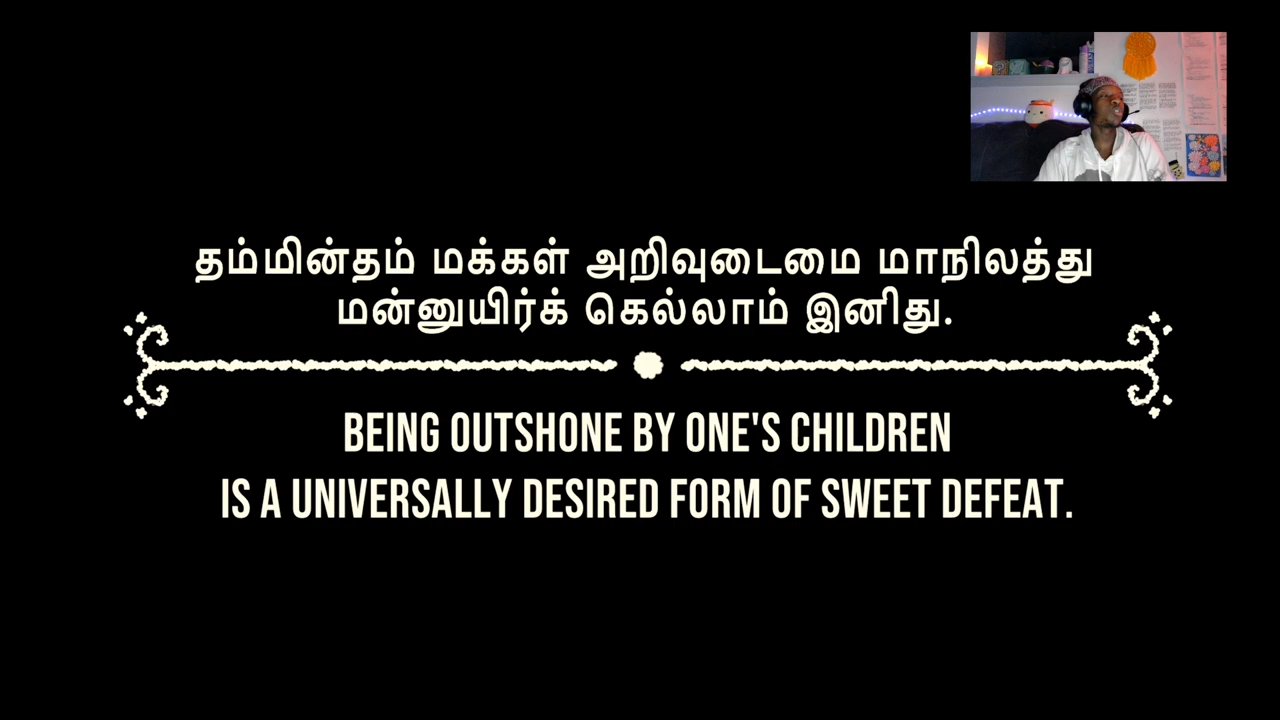 தம்மின்தம் மக்கள் அறிவுடைமை மாநிலத்து
மன்னுயிர்க் கெல்லாம் இனிது.
BEING OUTSHONE BY ONE'S CHILDREN
IS A UNIVERSALLY DESIRED FORM OF SWEET DEFEAT.